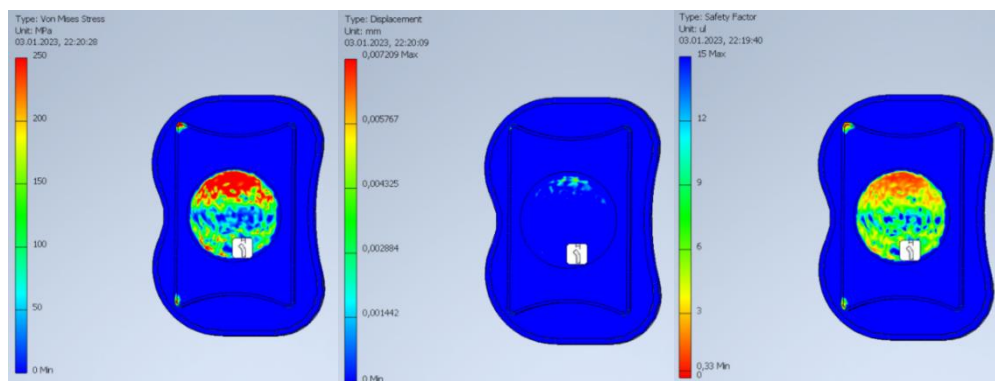 Type: Von Mises Stress
Unit: MPa
03.01.2023, 22:20:28
250
200
150
100
50
0 Min
Type: Displacement
Unit: mm
03.01.2023, 22:20:09
0,007209 Max
0,005767
0,004325
0,002884
0,001442
0 Min
Type: Safety Factor
Unit: ul
03.01.2023, 22:19:40
15 Max
12
9
6
3
0,33 Min
0